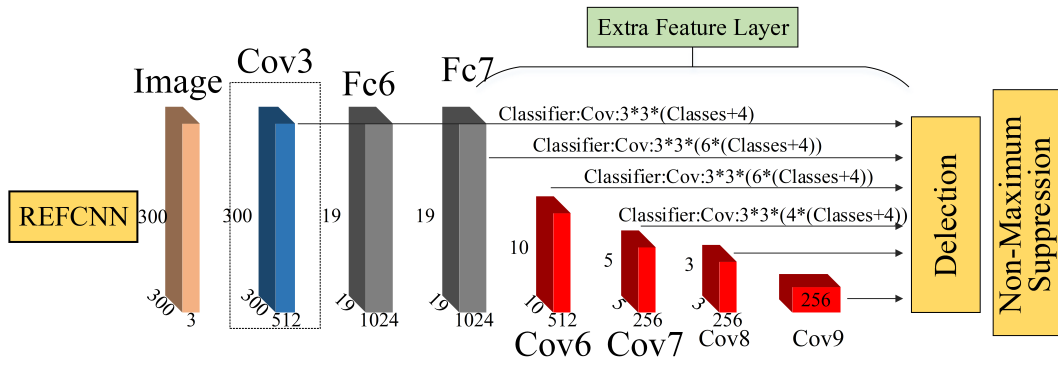 Extra Feature Layer
Image
Cov3
Fc6
Fc7
Classifier:Cov:3*3*(Classes+4)
Classifier:Cov:3*3*(6*(Classes+4))
Classifier:Cov:3*3*(6*(Classes+4))
Classifier:Cov:3*3*(4*(Classes+4))
REFCNN
300
300
3
300
300
512
19
19
1024
19
19
1024
10
10
512
Cov6
5
5
256
Cov7
3
3
256
Cov8
256
Cov9
Delection
Non-Maximum
Suppression